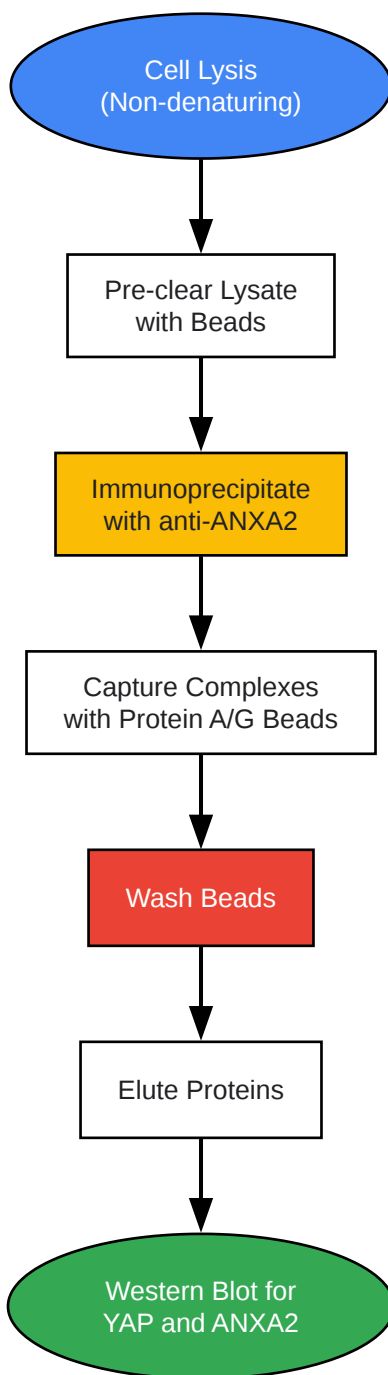 Cell Lysis
(Non-denaturing)
Pre-clear Lysate
with Beads
Immunoprecipitate
with anti-ANXA2
Capture Complexes
with Protein A/G Beads
Wash Beads
Elute Proteins
Western Blot for
YAP and ANXA2